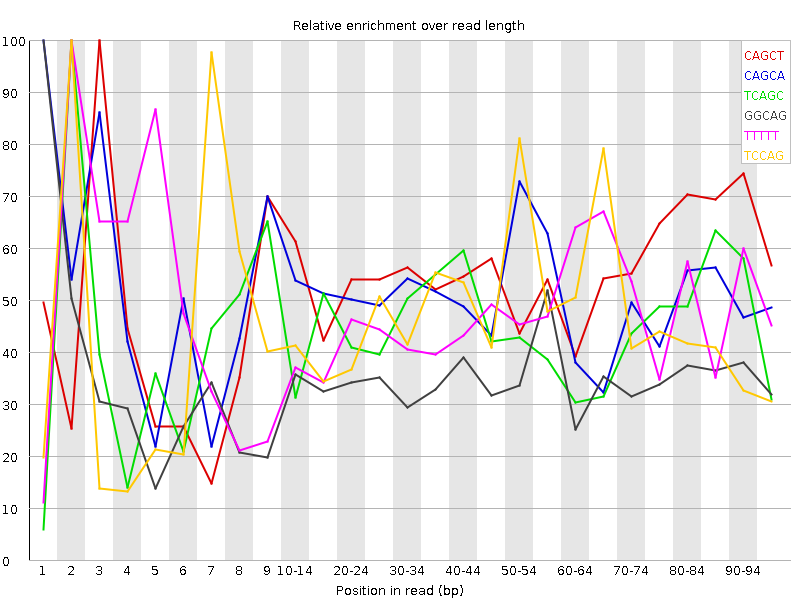 Relative enrichment over read length
100
90
80
70
60
50
40
30
20
10
0
CAGCT
CAGCA
TCAGC
GGCAG
TTTTT
TCCAG
1 2 3 4 5 6 7 8 9 10-14 20-24 30-34 40-44 50-54 60-64 70-74 80-84 90-94
Position in read (bp)